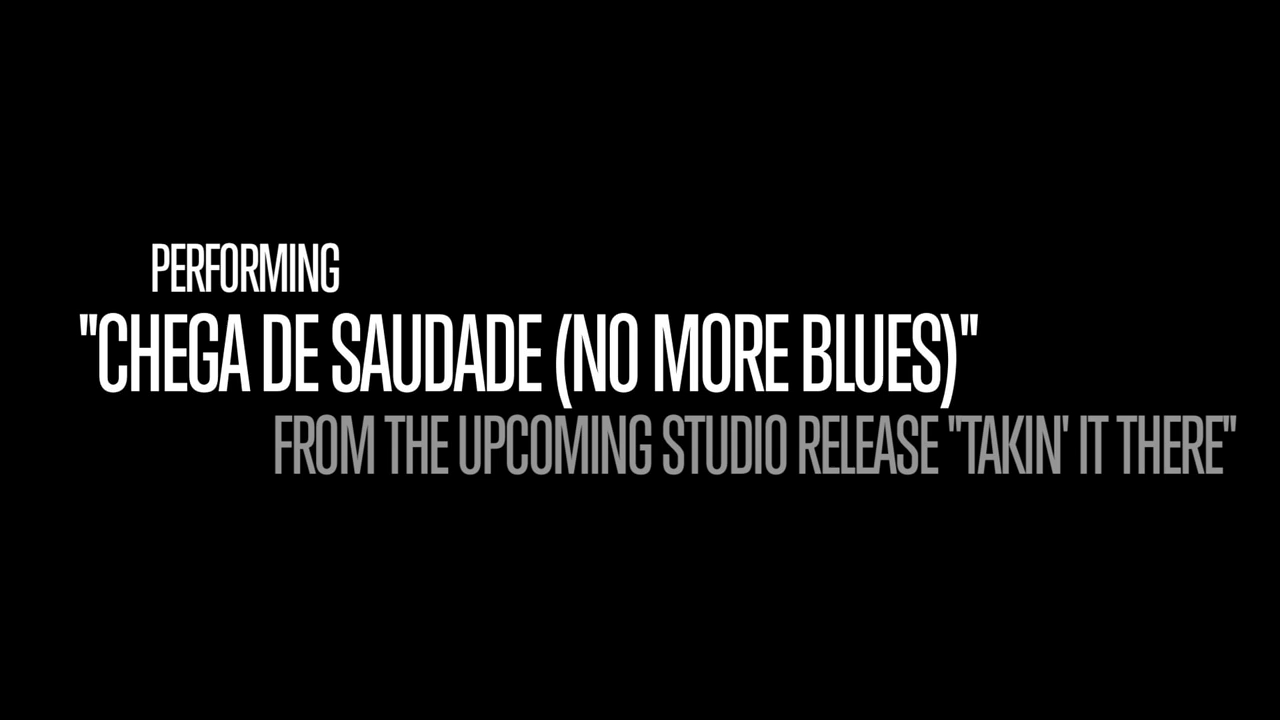 PERFORMING
"CHEGA DE SAUDADE (NO MORE BLUES)"
FROM THE UPCOMING STUDIO RELEASE "TAKIN' IT THERE"